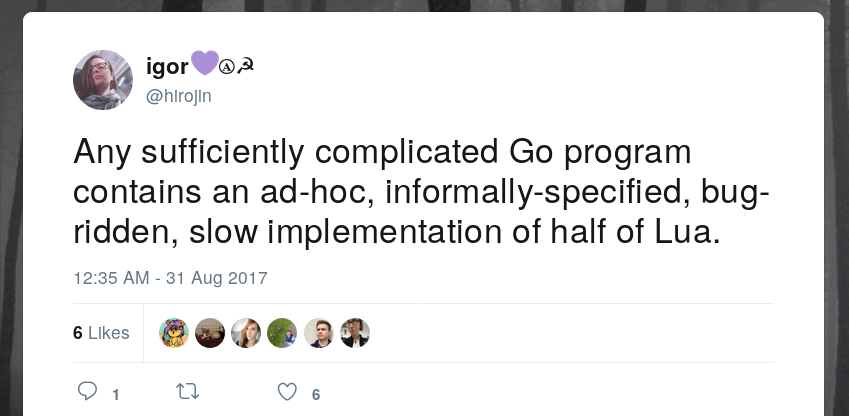 igor💜Ⓐ☭
@hirojin
Any sufficiently complicated Go program
contains an ad-hoc, informally-specified, bug-
ridden, slow implementation of half of Lua.
12:35 AM - 31 Aug 2017
6 Likes
1
6